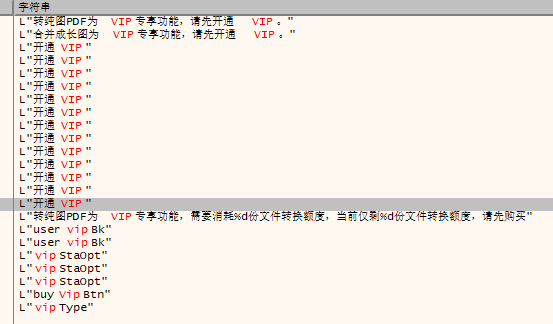 字符串
L"转纯图PDF为 VIP 专享功能，请先开通 VIP 。"
L"合并成长图为 VIP 专享功能，请先开通 VIP 。"
L"开通 VIP "
L"开通 VIP "
L"开通 VIP "
L"开通 VIP "
L"开通 VIP "
L"开通 VIP "
L"开通 VIP "
L"开通 VIP "
L"开通 VIP "
L"开通 VIP "
L"开通 VIP "
L"开通 VIP "
L"开通 VIP "
L"转纯图PDF为 VIP 专享功能，需要消耗%d份文件转换额度，当前仅剩%d份文件转换额度，请先购买"
L"user vip Bk"
L"user vip Bk"
L" vip StaOpt"
L" vip StaOpt"
L" vip StaOpt"
L"buy Vip Btn"
L" vip Type"